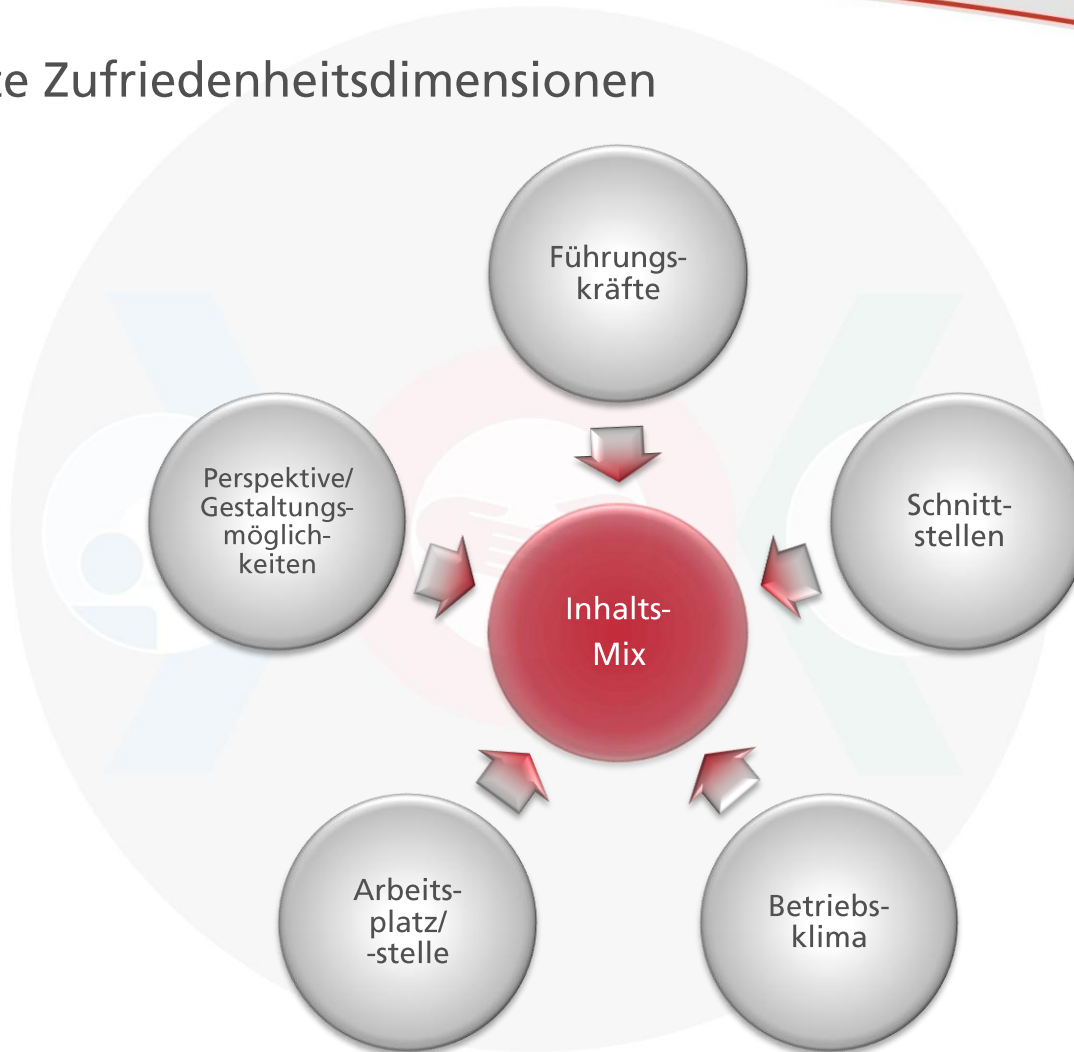 Zufriedenheitsdimensionen
Führungs-
kräfte
Perspektive/
Gestaltungs-
möglich-
keiten
Schnitt-
stellen
Inhalts-
Mix
Arbeits-
platz/
-stelle
Betriebs-
klima